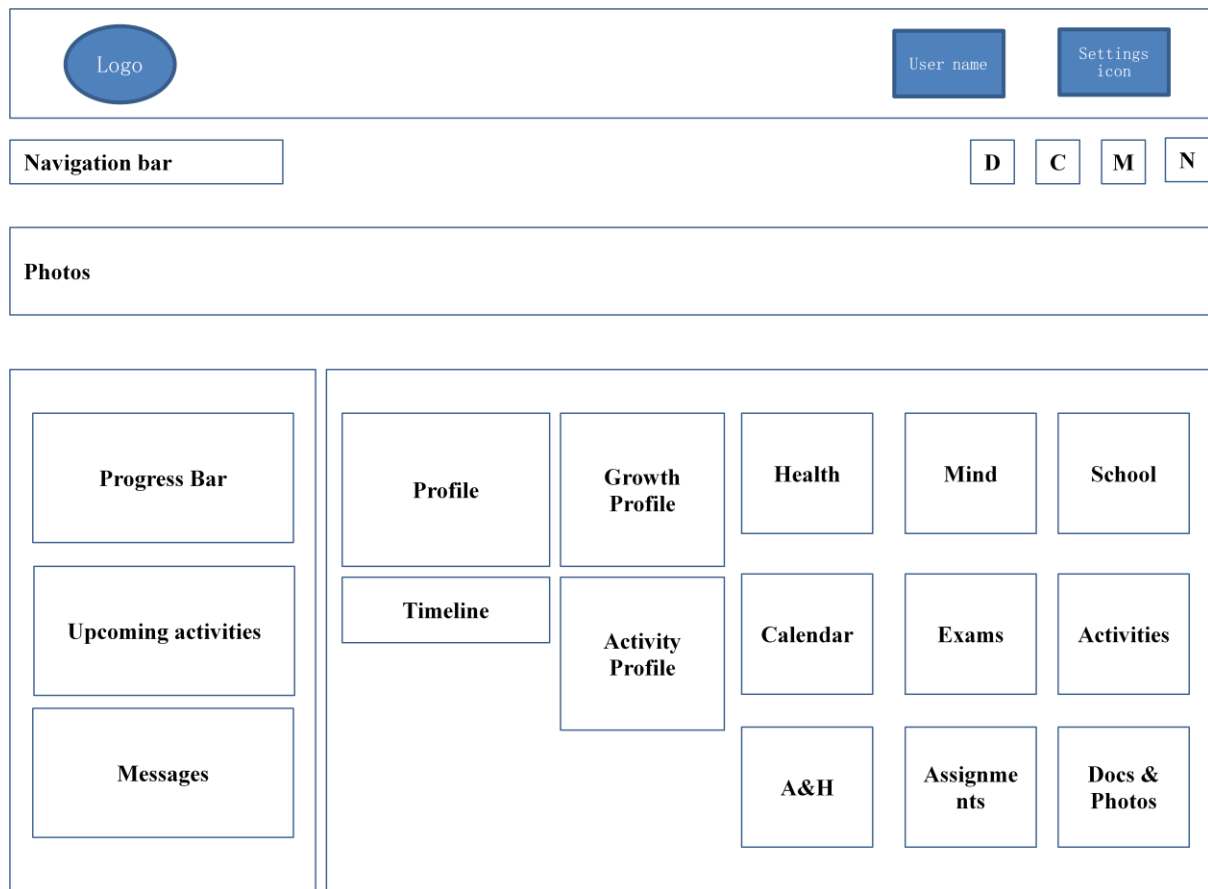 Logo
User name
Settings
icon
Navigation bar
D
C
M
N
Photos
Progress Bar
Upcoming activities
Messages
Profile
Timeline
Growth
Profile
Activity
Profile
Health
Mind
School
Calendar
Exams
Activities
A&H
Assignme
nts
Docs &
Photos